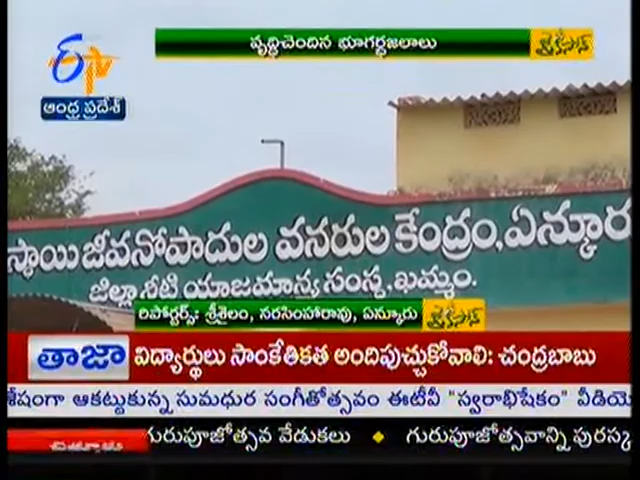 వృద్ధిచెందిన భూగర్భజలాలు
జైకిసాన్
ఆంధ్ర ప్రదేశ్
స్థాయి జీవనోపాదుల వనరుల కేంద్రం,ఏన్కూరు
జిల్లా నీటి యాజమాన్య సంస్థ,ఖమ్మం.
రిపోర్టర్స్: శ్రీశైలం, నరసింహారావు, ఏన్కూరు జైకిసాన్
తాజా విద్యార్థులు సాంకేతికత అందిపుచ్చుకోవాలి: చంద్రబాబు
ఆకట్టుకున్న సుమధుర సంగీతోత్సవం ఈటీవీ "స్వరాభిషేకం" వీడియో
గురుపూజోత్సవ వేడుకలు ◆ గురుపూజోత్సవాన్ని